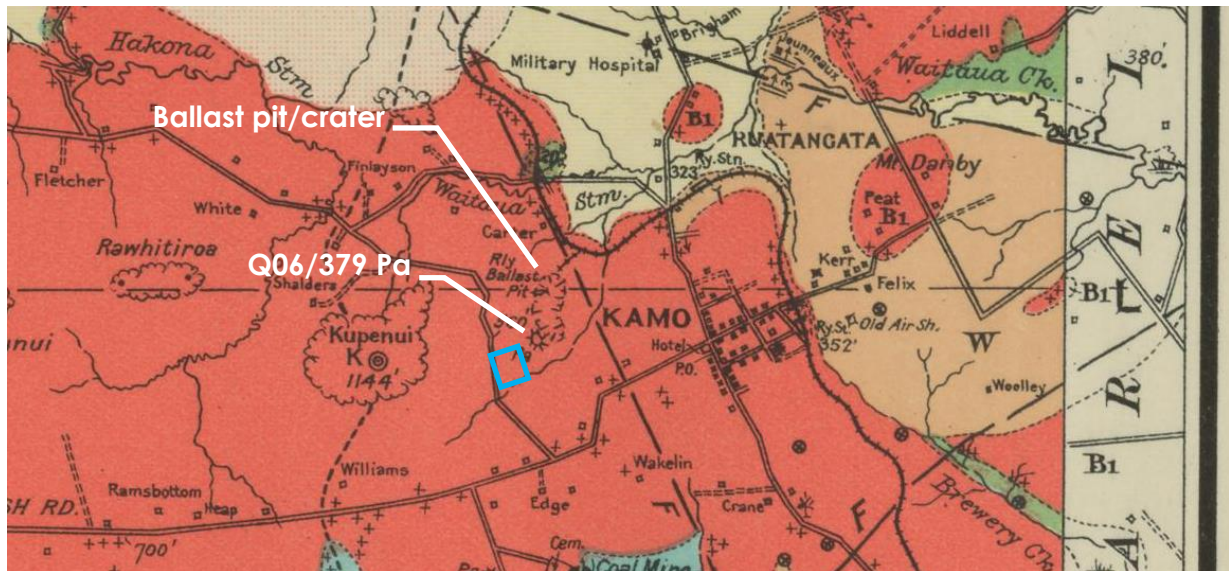 Hakona
Stm
Brigham
Military Hospital
Jeunneaux
F
Liddell
Waitaua Ck.
380'
I
Ballast pit/crater
B1
RUATANGATA
Fletcher
Finlayson
323'
Ry. Stn.
Mt. Danby
White
Waitaua
Stm.
Peat
B1
Carter
Rawhitiroa
Q06/379 Pa
Rly
Ballast
Pit
Shalders
Kerr
Felix
B1
L
E
KAMO
Old Air Sh.
W
Kupenui
K
1144'
Hotel
P.O.
Ry. St.
352'
nui
Woolley
R
Williams
Wakelin
B1
Ramsbottom
Heap
Edge
Crane
F
F
SH RD.
700'
Cem.
Coal Mine
Brewery Ck.
A